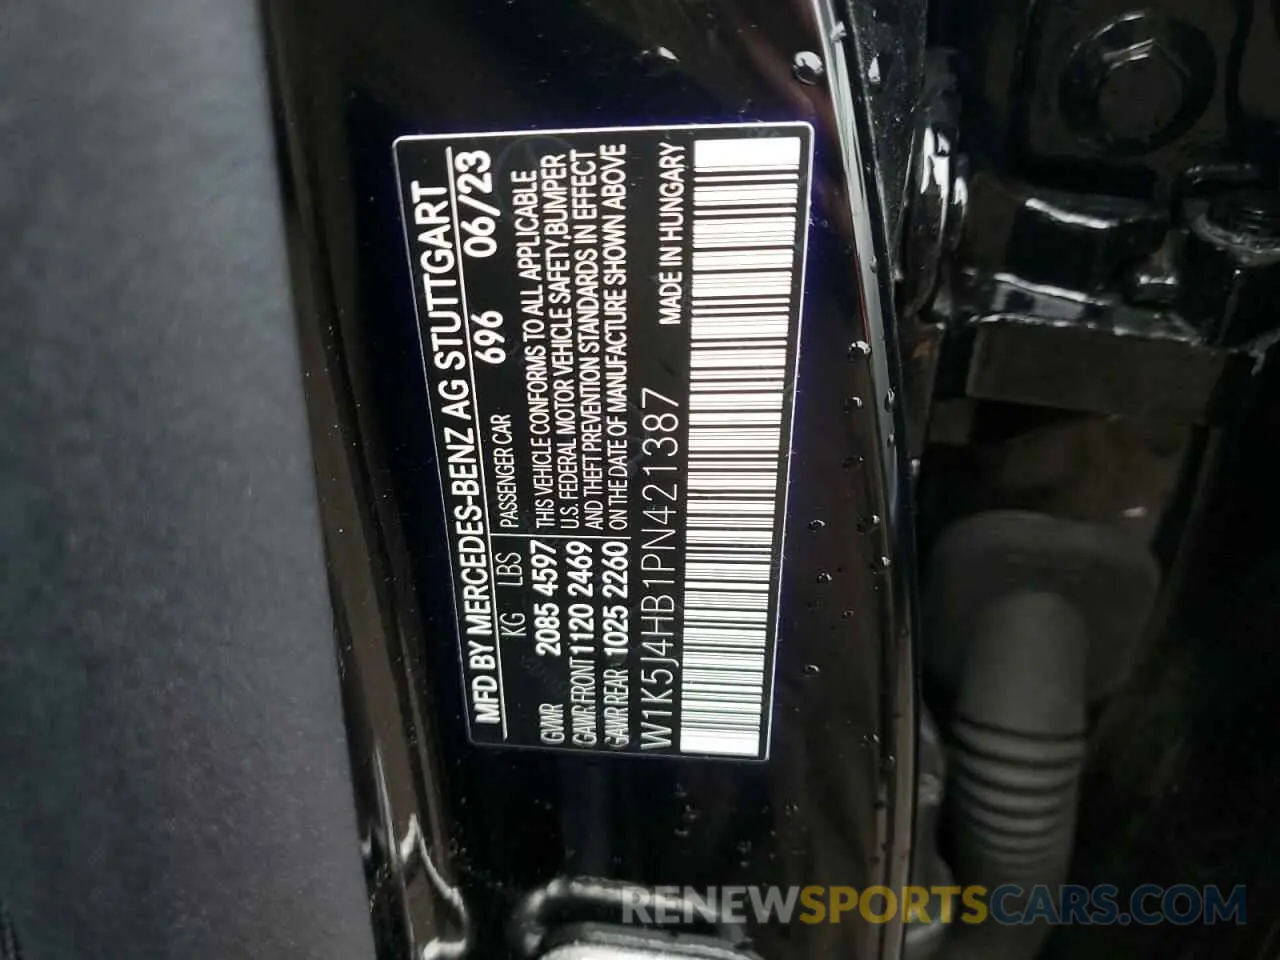 MFD BY MERCEDES-BENZ AG STUTTGART
KG LBS PASSENGER CAR 696 06/23
GVWR 2085 4597 THIS VEHICLE CONFORMS TO ALL APPLICABLE
U.S. FEDERAL MOTOR VEHICLE SAFETY,BUMPER
GAWR FRONT 1120 2469 AND THEFT PREVENTION STANDARDS IN EFFECT
GAWR REAR 1025 2260 ON THE DATE OF MANUFACTURE SHOWN ABOVE
W1K5J4HB1PN421387 MADE IN HUNGARY
RENEWSPORTSCARS.COM